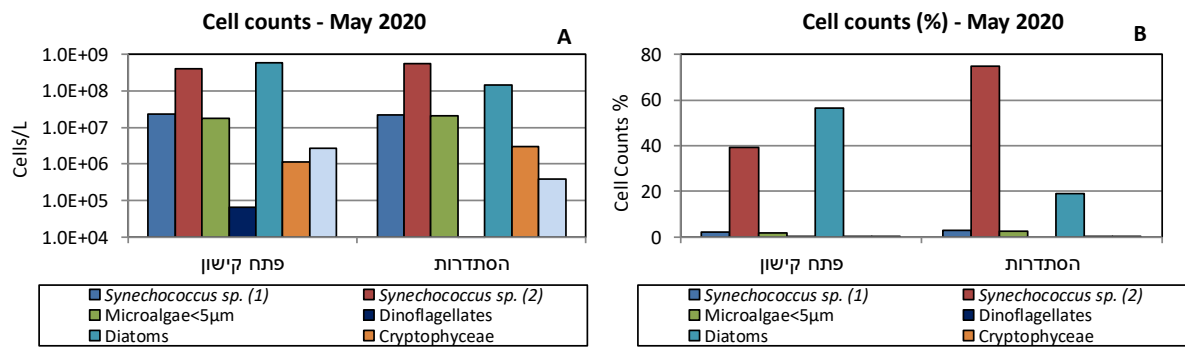 Cell counts - May 2020
A
1.0E+09
1.0E+08
1.0E+07
1.0E+06
1.0E+05
1.0E+04
Cells/L
פתח קישון
הסתדרות
Synechococcus sp. (1)
Synechococcus sp. (2)
Microalgae<5µm
Dinoflagellates
Diatoms
Cryptophyceae
Cell counts (%) - May 2020
B
80
60
40
20
0
Cell Counts %
פתח קישון
הסתדרות
Synechococcus sp. (1)
Synechococcus sp. (2)
Microalgae<5µm
Dinoflagellates
Diatoms
Cryptophyceae